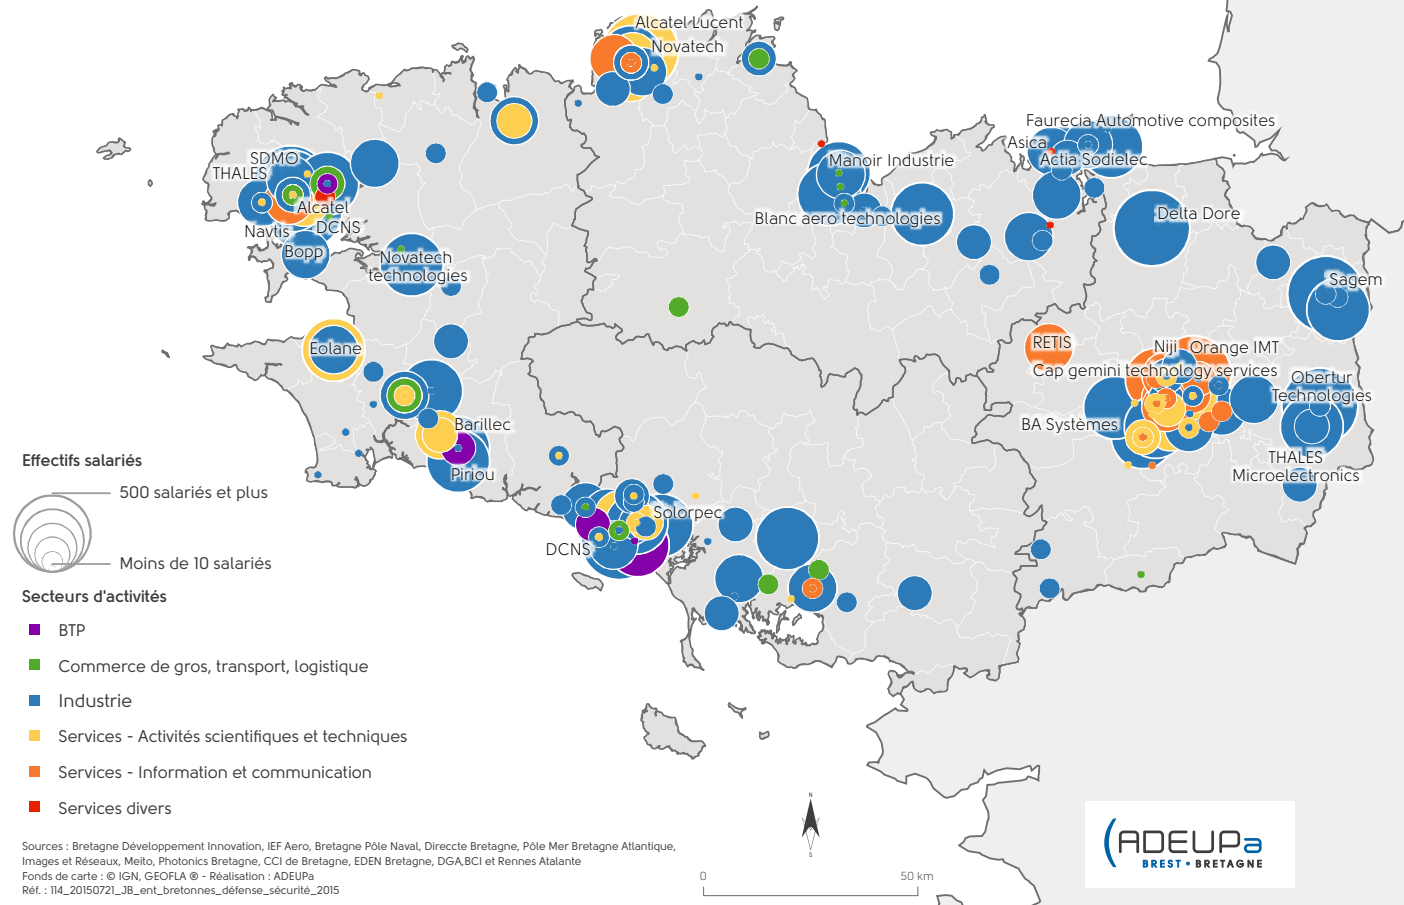 Alcatel Lucent
Novatech
Faurecia Automotive composites
Asica
Actia Sodielec
SDMO
THALES
Manoir Industrie
Alcatel
Navtis
DCNS
Blanc aero technologies
Delta Dore
Bopp
Novatech
technologies
Sagem
Eolane
RETIS
Niji
Orange IMT
Cap gemini technology services
Obertur
Technologies
Barillec
BA Systèmes
Piriou
THALES
Microelectronics
Solorpec
DCNS
Effectifs salariés
500 salariés et plus
Moins de 10 salariés
Secteurs d'activités
BTP
Commerce de gros, transport, logistique
Industrie
Services - Activités scientifiques et techniques
Services - Information et communication
Services divers
Sources : Bretagne Développement Innovation, IEF Aero, Bretagne Pôle Naval, Direccte Bretagne, Pôle Mer Bretagne Atlantique,
Images et Réseaux, Meito, Photonics Bretagne, CCI de Bretagne, EDEN Bretagne, DGA,BCI et Rennes Atalante
Fonds de carte : © IGN, GEOFLA ® - Réalisation : ADEUPa
Réf. : 114_20150721_JB_ent_bretonnes_défense_sécurité_2015
N
S
0
50 km
ADEUPa
BREST • BRETAGNE